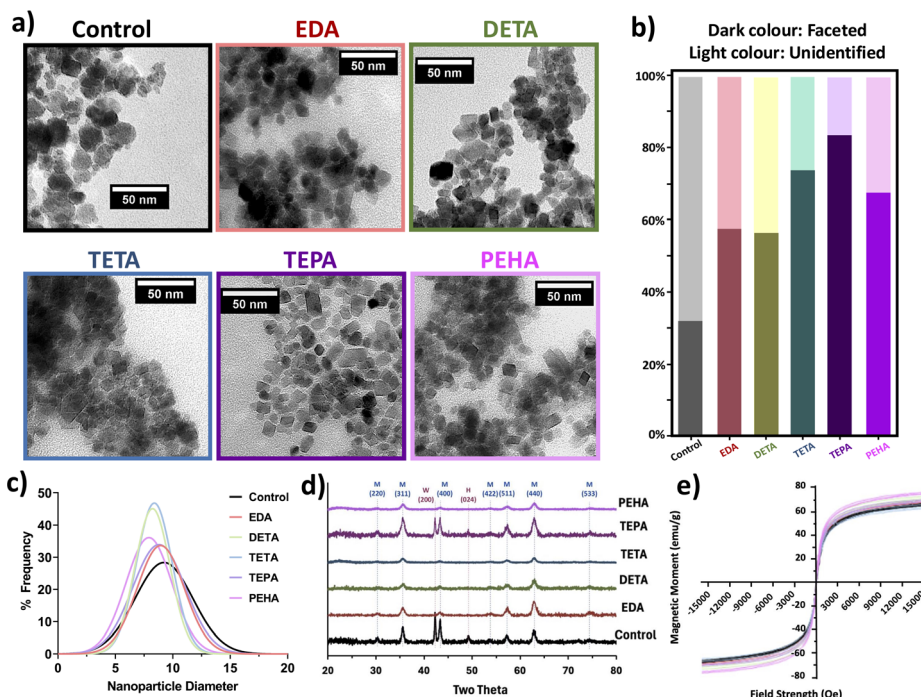 a)
Control
EDA
DETA
50 nm
50 nm
50 nm
TETA
TEPA
PEHA
50 nm
50 nm
50 nm
b)
Dark colour: Faceted
Light colour: Unidentified
100%
80%
60%
40%
20%
0%
Control
EDA
DETA
TETA
TEPA
PEHA
c)
50
40
30
20
10
0
% Frequency
0 5 10 15 20
Nanoparticle Diameter
Control
EDA
DETA
TETA
TEPA
PEHA
d)
M M W M H M M M M
(220) (311) (200) (400) (024) (422) (511) (440) (533)
PEHA
TEPA
TETA
DETA
EDA
Control
20 30 40 50 60 70 80
Two Theta
e)
Magnetic Moment (emu/g)
80
60
40
20
-20
-40
-60
-80
-15000 -12000 -9000 -6000 -3000 3000 6000 9000 12000 15000
Field Strength (Oe)